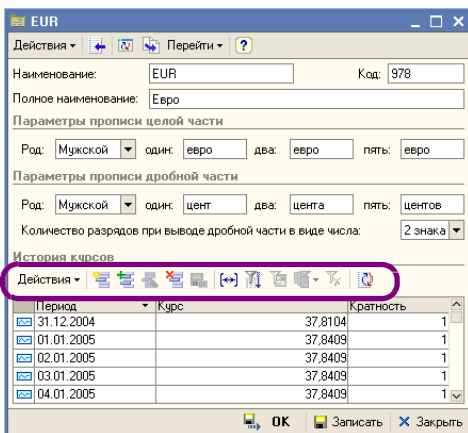 EUR
Действия Перейти ?
Наименование: EUR Код: 978
Полное наименование: Евро
Параметры прописи целой части
Род: Мужской один: евро два: евро пять: евро
Параметры прописи дробной части
Род: Мужской один: цент два: цента пять: центов
Количество разрядов при выводе дробной части в виде числа: 2 знака
История курсов
Действия
Период Курс Кратность
31.12.2004 37,8104 1
01.01.2005 37,8409 1
02.01.2005 37,8409 1
03.01.2005 37,8409 1
04.01.2005 37,8409 1
OK Записать Закрыть